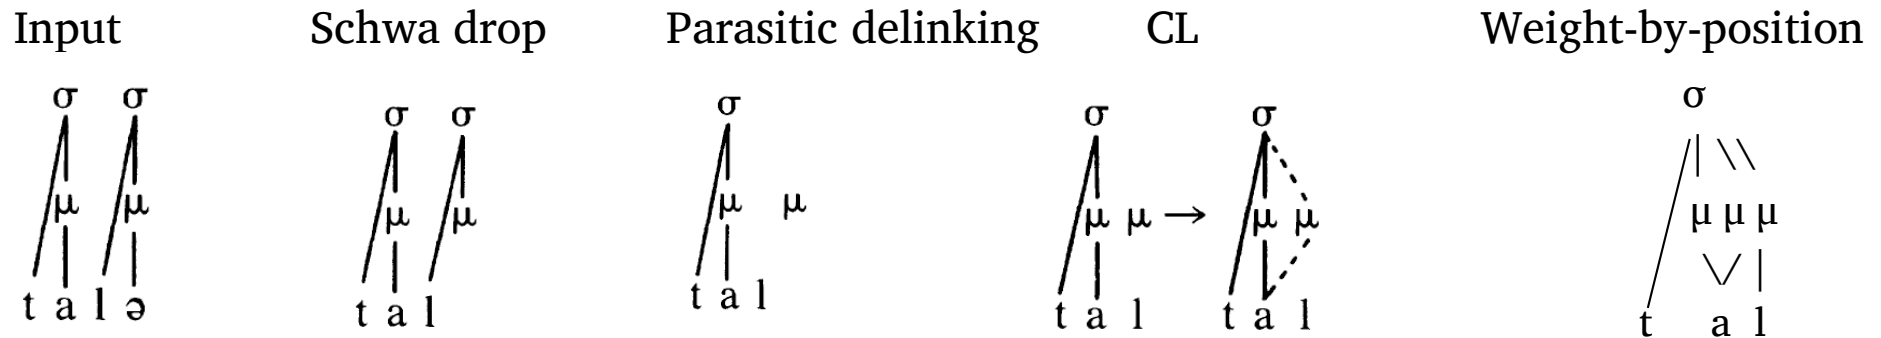 Input Schwa drop Parasitic delinking CL Weight-by-position
σ σ σ σ σ σ σ σ
μ μ μ μ μ μ μ μ → μ μ μ μ μ
t a l ə t a l t a l t a l t a l t a l